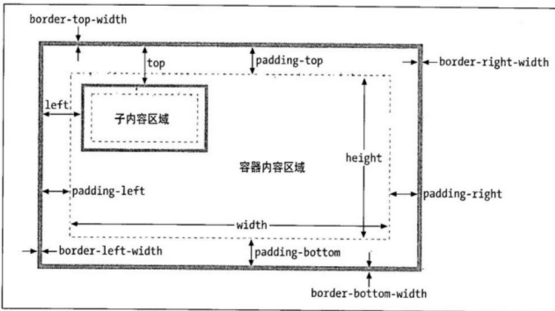 border-top-width
top
padding-top
border-right-width
left
子内容区域
容器内容区域
height
padding-left
padding-right
width
border-left-width
padding-bottom
border-bottom-width